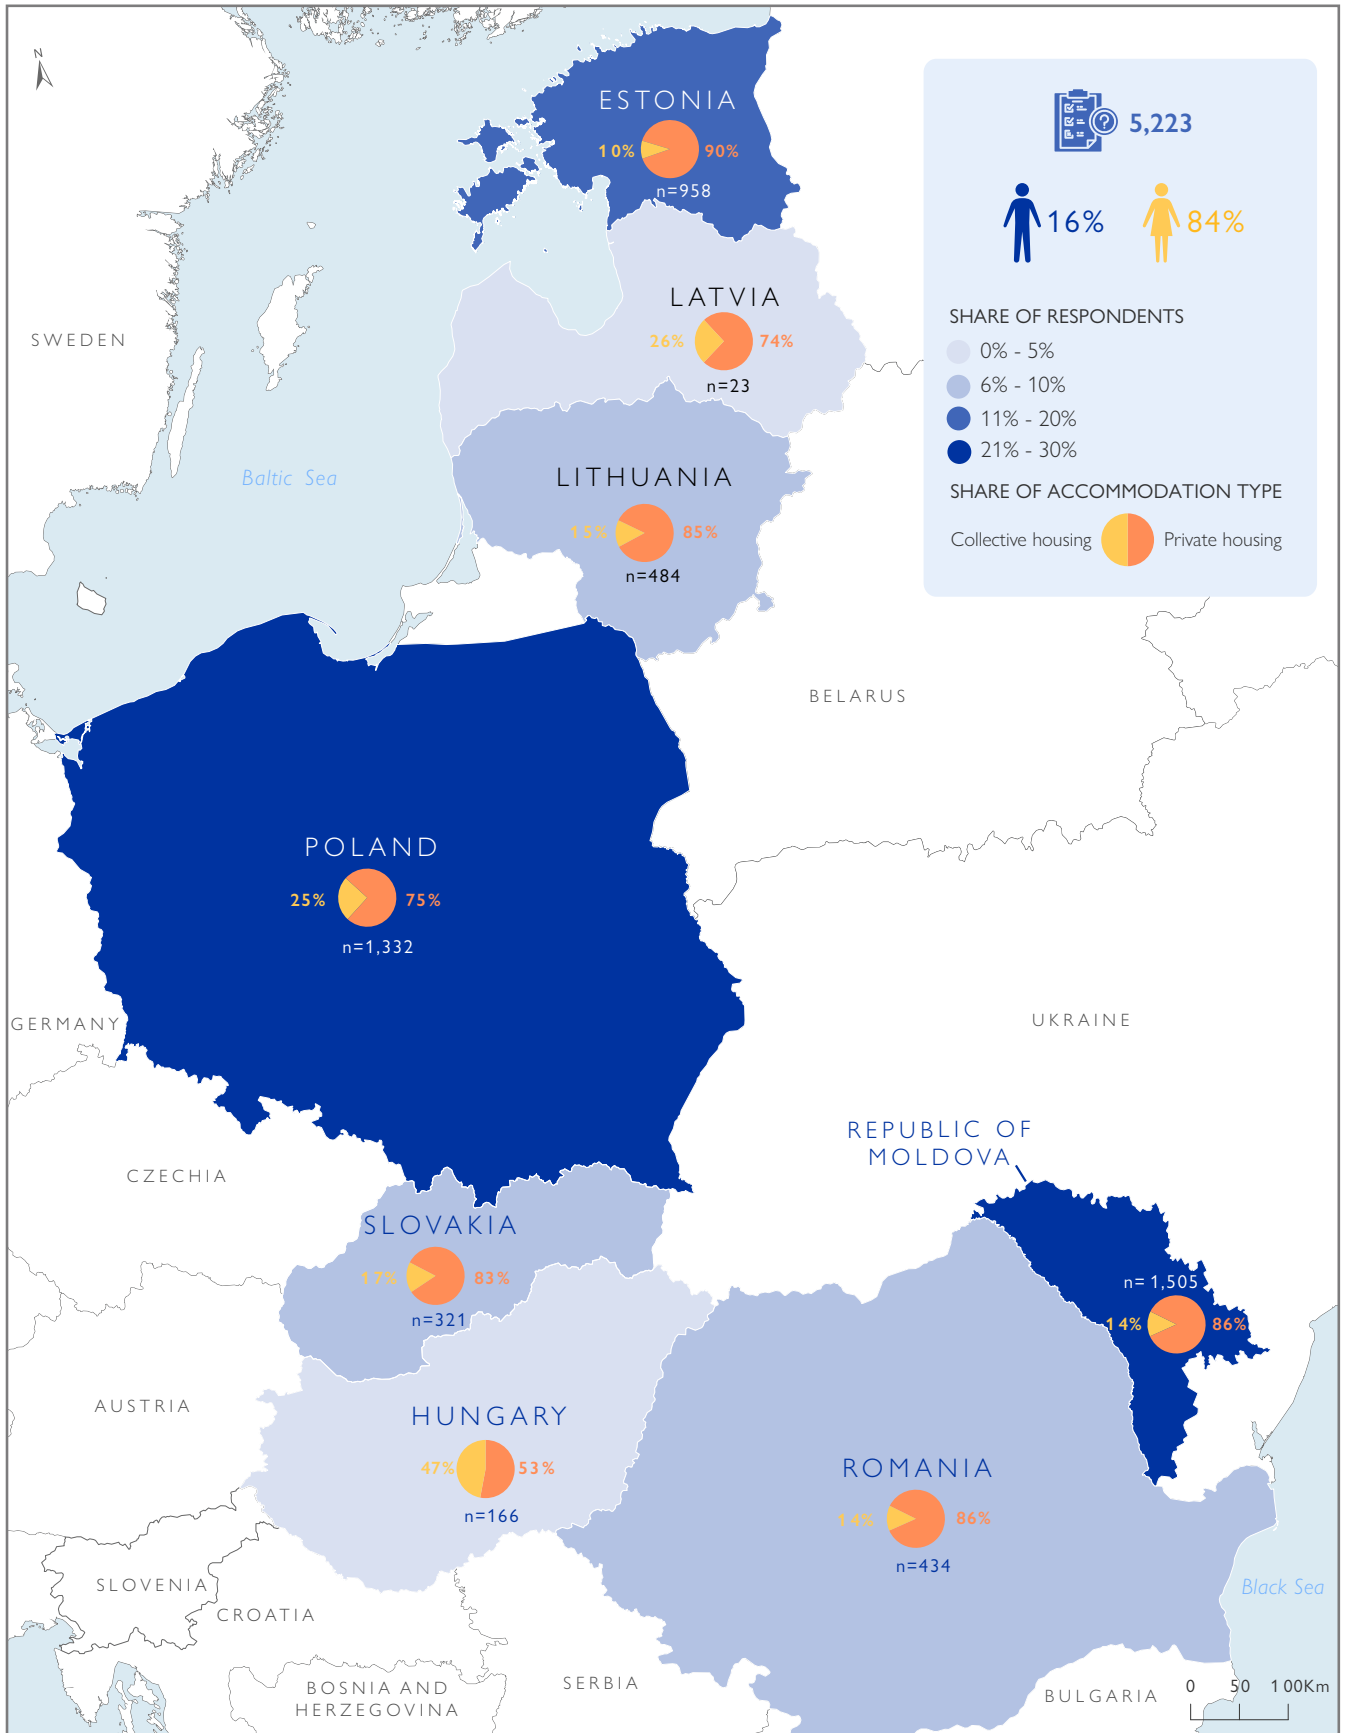 N
ESTONIA
10% 90%
n=958
5,223
16% 84%
SHARE OF RESPONDENTS
0% - 5%
6% - 10%
11% - 20%
21% - 30%
SHARE OF ACCOMMODATION TYPE
Collective housing Private housing
LATVIA
26% 74%
n=23
SWEDEN
Baltic Sea
LITHUANIA
15% 85%
n=484
BELARUS
POLAND
25% 75%
n=1,332
GERMANY
UKRAINE
REPUBLIC OF
MOLDOVA
n= 1,505
14% 86%
CZECHIA
SLOVAKIA
17% 83%
n=321
AUSTRIA
HUNGARY
47% 53%
n=166
ROMANIA
14% 86%
n=434
SLOVENIA
CROATIA
Black Sea
BOSNIA AND
HERZEGOVINA
SERBIA
BULGARIA
0 50 100Km